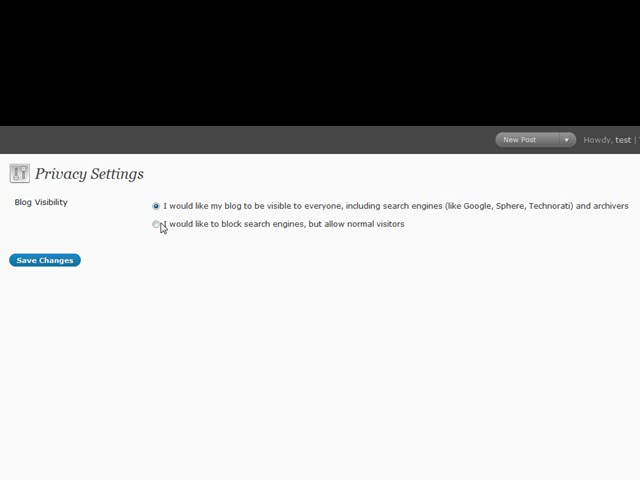 New Post
Howdy, test |
Privacy Settings
Blog Visibility
I would like my blog to be visible to everyone, including search engines (like Google, Sphere, Technorati) and archivers
I would like to block search engines, but allow normal visitors
Save Changes